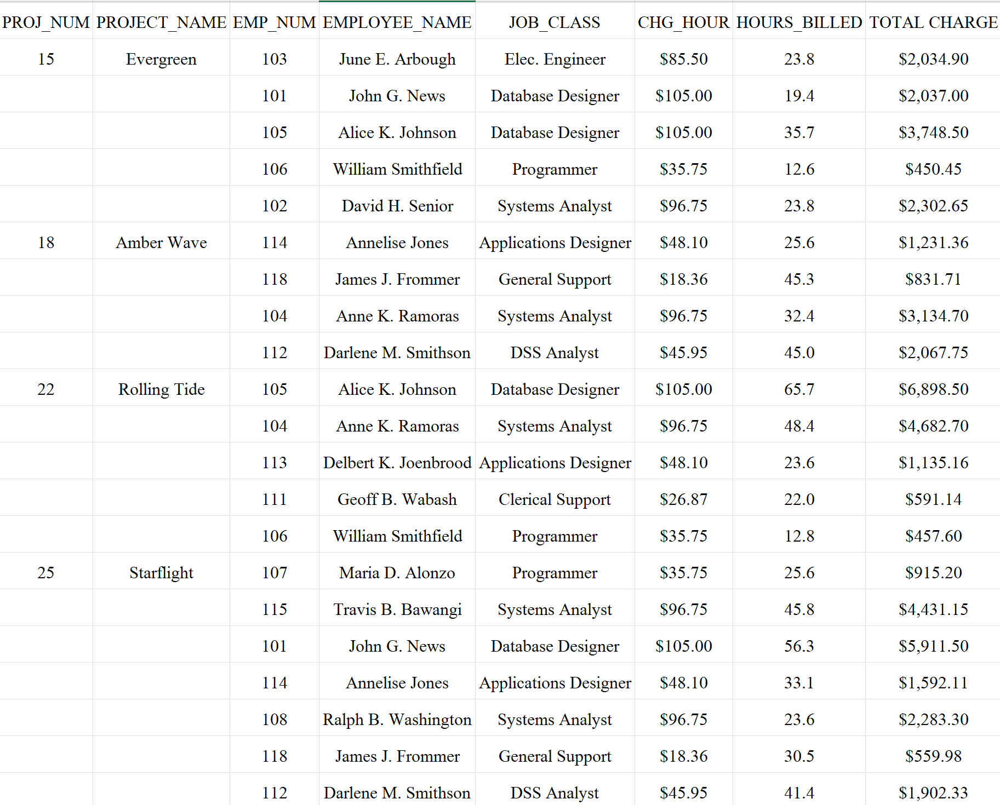 PROJ_NUM PROJECT_NAME EMP_NUM EMPLOYEE_NAME JOB_CLASS CHG_HOUR HOURS_BILLED TOTAL CHARGE
15 Evergreen 103 June E. Arbough Elec. Engineer $85.50 23.8 $2,034.90
101 John G. News Database Designer $105.00 19.4 $2,037.00
105 Alice K. Johnson Database Designer $105.00 35.7 $3,748.50
106 William Smithfield Programmer $35.75 12.6 $450.45
102 David H. Senior Systems Analyst $96.75 23.8 $2,302.65
18 Amber Wave 114 Annelise Jones Applications Designer $48.10 25.6 $1,231.36
118 James J. Frommer General Support $18.36 45.3 $831.71
104 Anne K. Ramoras Systems Analyst $96.75 32.4 $3,134.70
112 Darlene M. Smithson DSS Analyst $45.95 45.0 $2,067.75
22 Rolling Tide 105 Alice K. Johnson Database Designer $105.00 65.7 $6,898.50
104 Anne K. Ramoras Systems Analyst $96.75 48.4 $4,682.70
113 Delbert K. Joenbrood Applications Designer $48.10 23.6 $1,135.16
111 Geoff B. Wabash Clerical Support $26.87 22.0 $591.14
106 William Smithfield Programmer $35.75 12.8 $457.60
25 Starflight 107 Maria D. Alonzo Programmer $35.75 25.6 $915.20
115 Travis B. Bawangi Systems Analyst $96.75 45.8 $4,431.15
101 John G. News Database Designer $105.00 56.3 $5,911.50
114 Annelise Jones Applications Designer $48.10 33.1 $1,592.11
108 Ralph B. Washington Systems Analyst $96.75 23.6 $2,283.30
118 James J. Frommer General Support $18.36 30.5 $559.98
112 Darlene M. Smithson DSS Analyst $45.95 41.4 $1,902.33